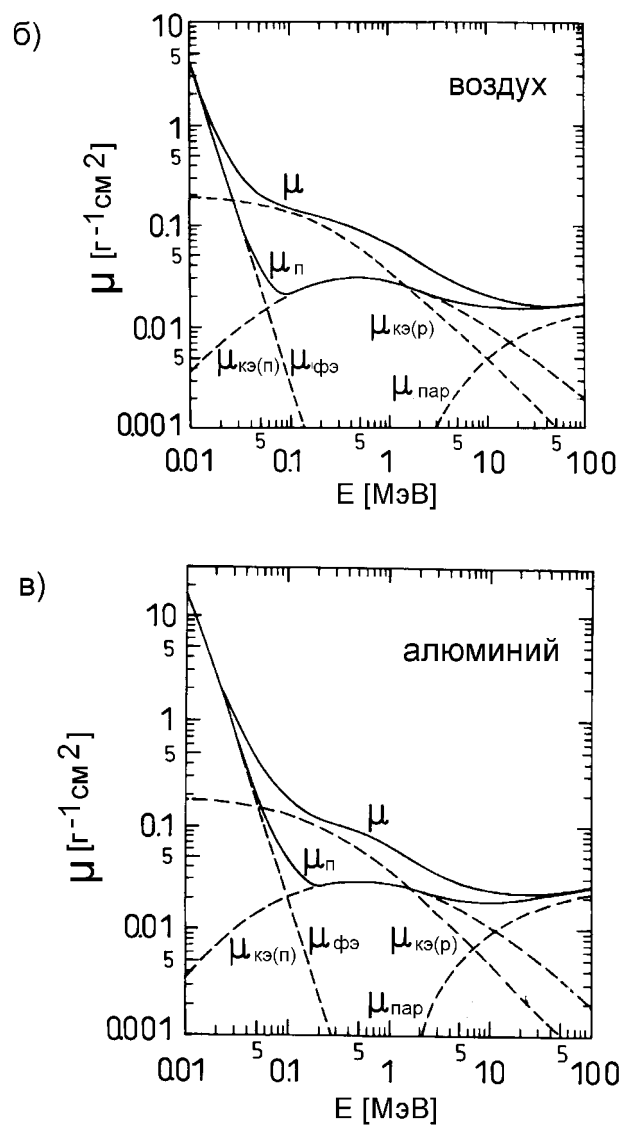 б)
воздух
10
5
1
5
0.1
5
0.01
5
0.001
μ [г⁻¹см²]
μ
μп
μкэ(р)
μкэ(п)
μфэ
μпар
0.01
5
0.1
5
1
5
10
5
100
E [МэВ]
в)
алюминий
10
5
1
5
0.1
5
0.01
5
0.001
μ [г⁻¹см²]
μ
μп
μкэ(п)
μфэ
μкэ(р)
μпар
0.01
5
0.1
5
1
5
10
5
100
E [МэВ]